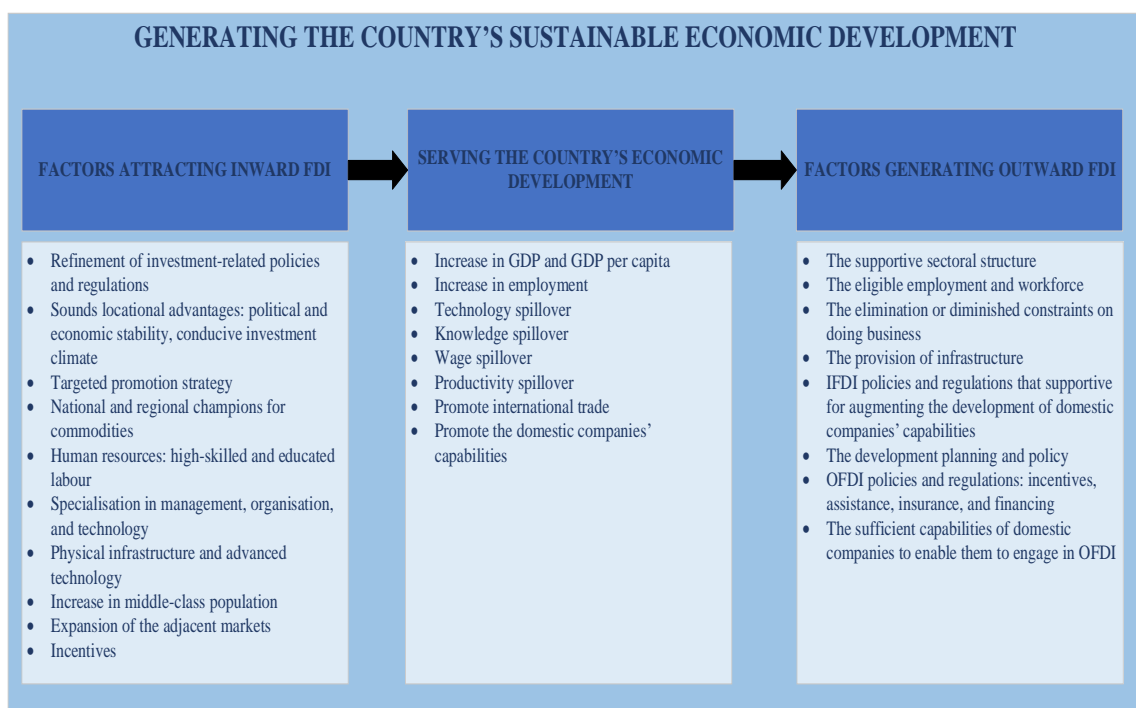 GENERATING THE COUNTRY'S SUSTAINABLE ECONOMIC DEVELOPMENT
FACTORS ATTRACTING INWARD FDI
• Refinement of investment-related policies
and regulations
• Sounds locational advantages: political and
economic stability, conducive investment
climate
• Targeted promotion strategy
• National and regional champions for
commodities
• Human resources: high-skilled and educated
labour
• Specialisation in management, organisation,
and technology
• Physical infrastructure and advanced
technology
• Increase in middle-class population
• Expansion of the adjacent markets
• Incentives
SERVING THE COUNTRY'S ECONOMIC
DEVELOPMENT
• Increase in GDP and GDP per capita
• Increase in employment
• Technology spillover
• Knowledge spillover
• Wage spillover
• Productivity spillover
• Promote international trade
• Promote the domestic companies'
capabilities
FACTORS GENERATING OUTWARD FDI
• The supportive sectoral structure
• The eligible employment and workforce
• The elimination or diminished constraints on
doing business
• The provision of infrastructure
• IFDI policies and regulations that supportive
for augmenting the development of domestic
companies' capabilities
• The development planning and policy
• OFDI policies and regulations: incentives,
assistance, insurance, and financing
• The sufficient capabilities of domestic
companies to enable them to engage in OFDI